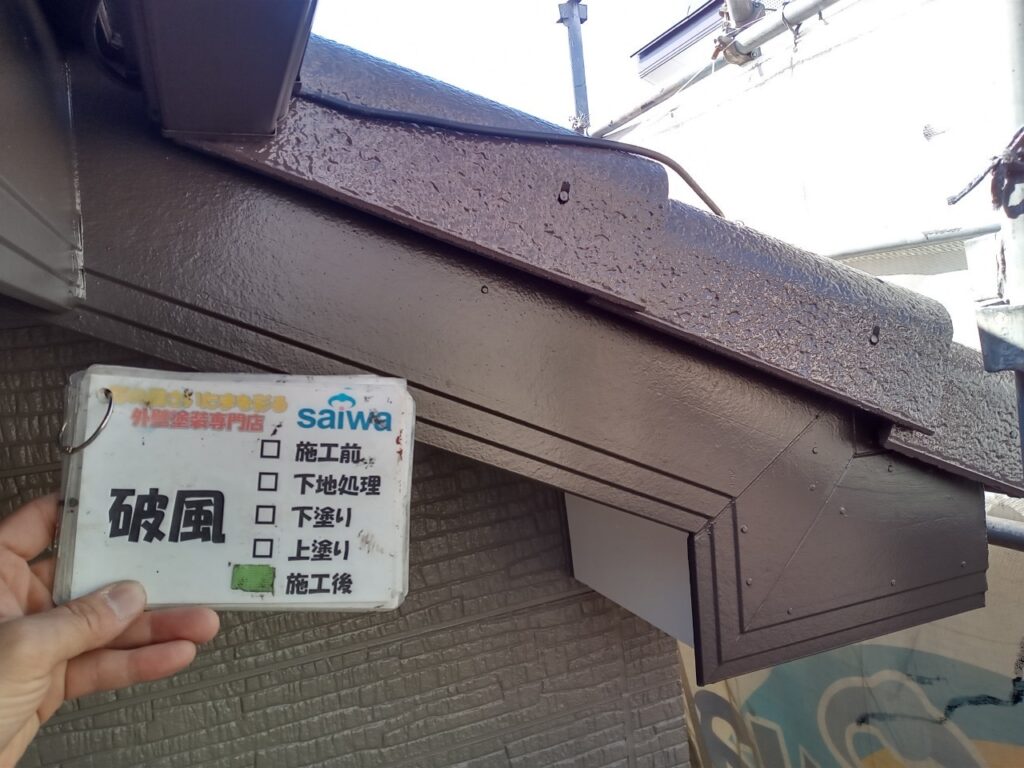 外壁塗装専門店
saiwa
破風
施工前
下地処理
下塗り
上塗り
施工後